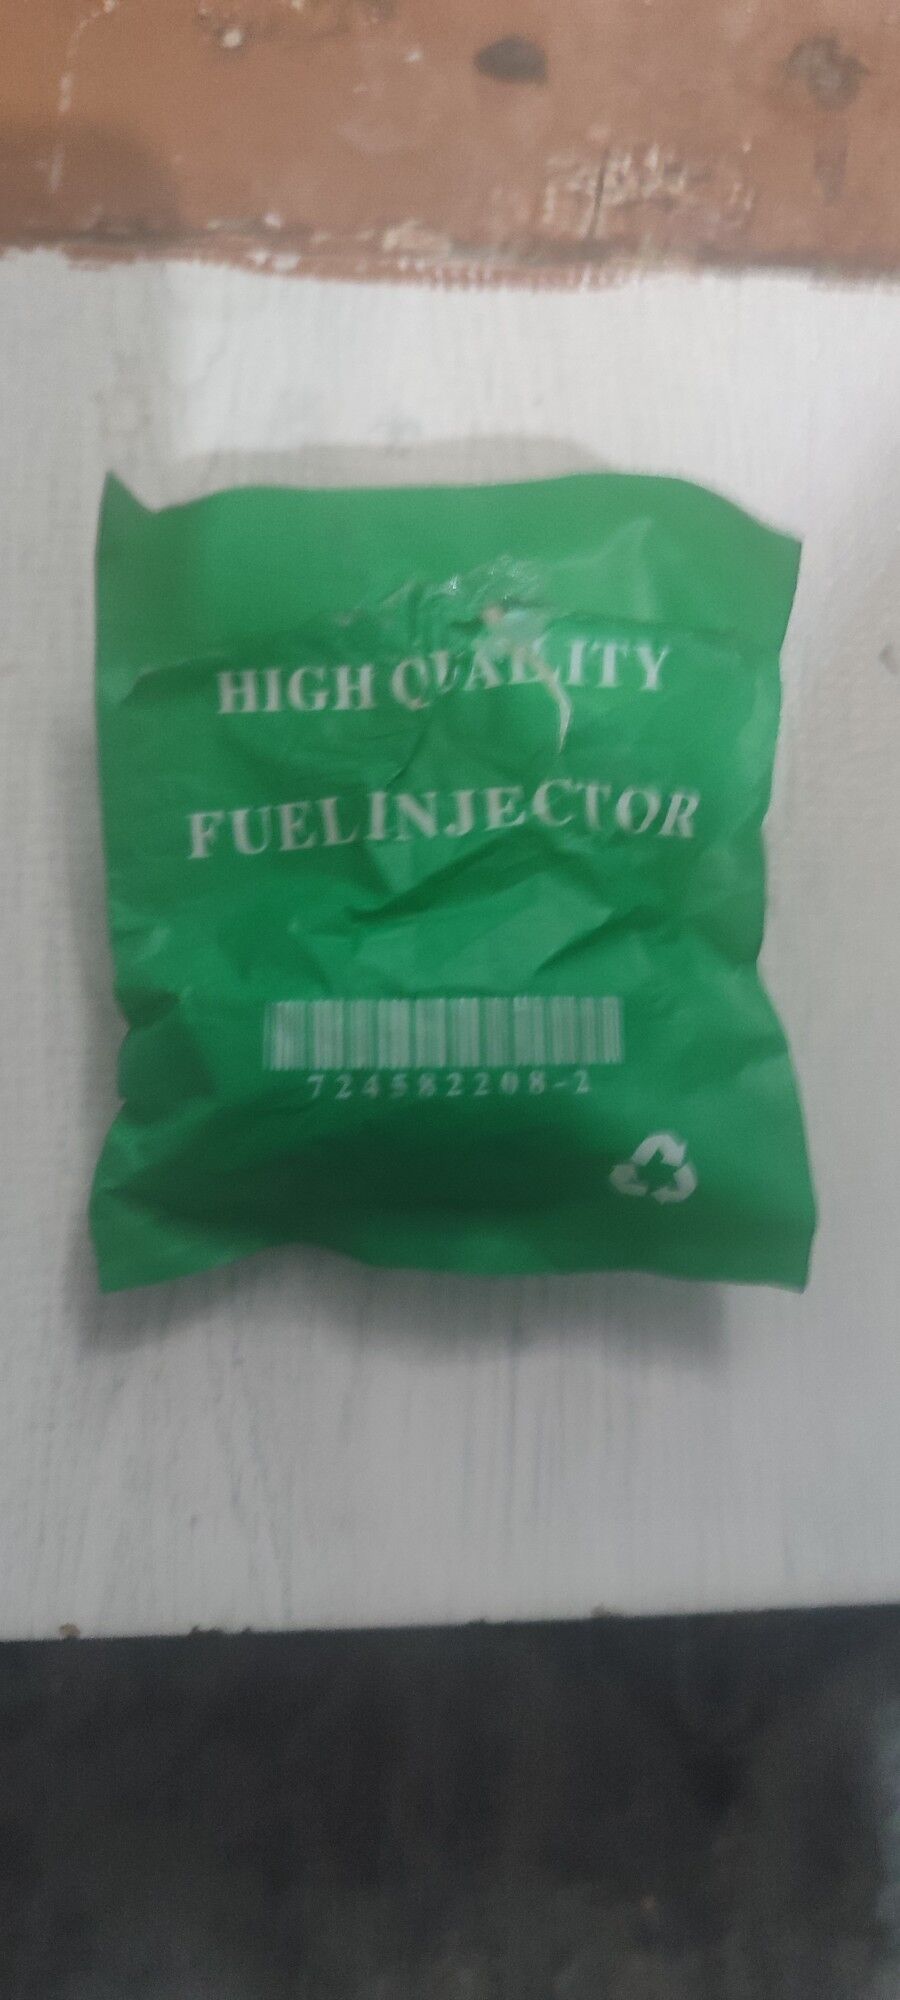 HIGH QUALITY
FUEL INJECTOR
724582208-2